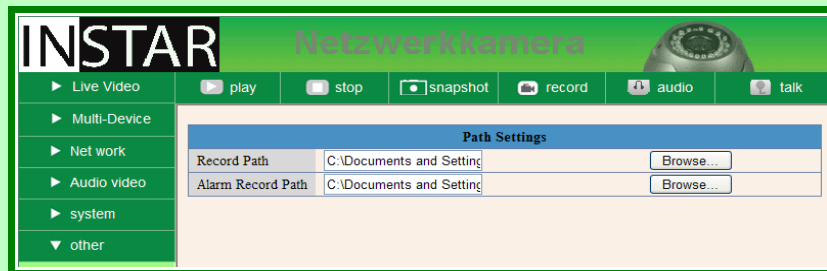 INSTAR Netzwerkkamera
Live Video
play
stop
snapshot
record
audio
talk
Multi-Device
Net work
Audio video
system
other
Path Settings
Record Path C:\Documents and Setting Browse...
Alarm Record Path C:\Documents and Setting Browse...